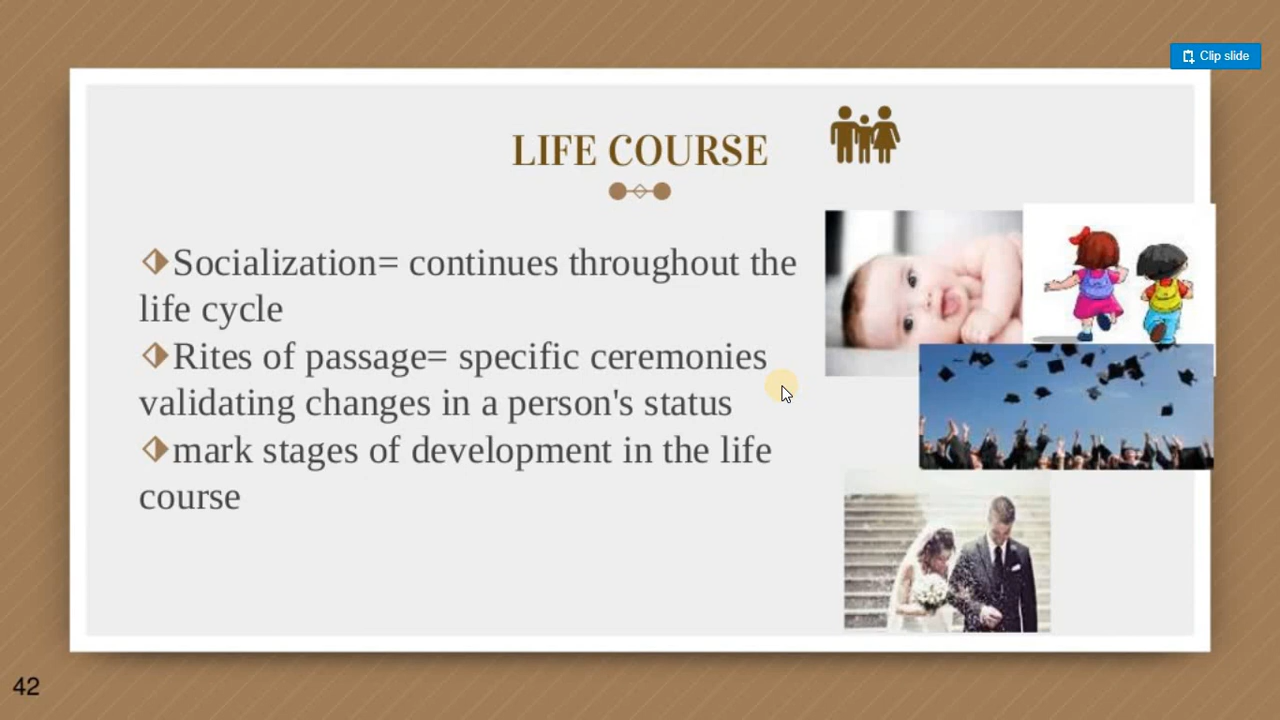 Clip slide
LIFE COURSE
Socialization= continues throughout the
life cycle
Rites of passage= specific ceremonies
validating changes in a person's status
mark stages of development in the life
course
42